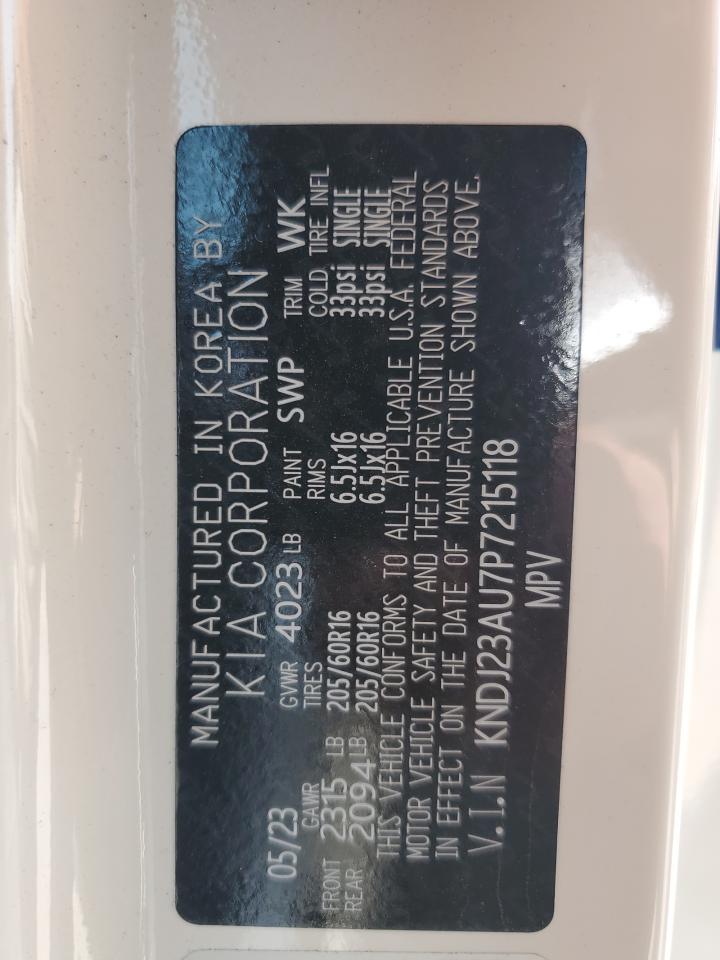 MANUFACTURED IN KOREA BY
KIA CORPORATION
05/23 GVWR 4023 LB PAINT SWP TRIM WK
GAWR TIRES RIMS COLD TIRE INFL
FRONT 2315 LB 205/60R16 6.5Jx16 33psi SINGLE
REAR 2094 LB 205/60R16 6.5Jx16 33psi SINGLE
THIS VEHICLE CONFORMS TO ALL APPLICABLE U.S.A. FEDERAL
MOTOR VEHICLE SAFETY AND THEFT PREVENTION STANDARDS
IN EFFECT ON THE DATE OF MANUFACTURE SHOWN ABOVE.
V.I.N KNDJ23AU7P7215118
MPV